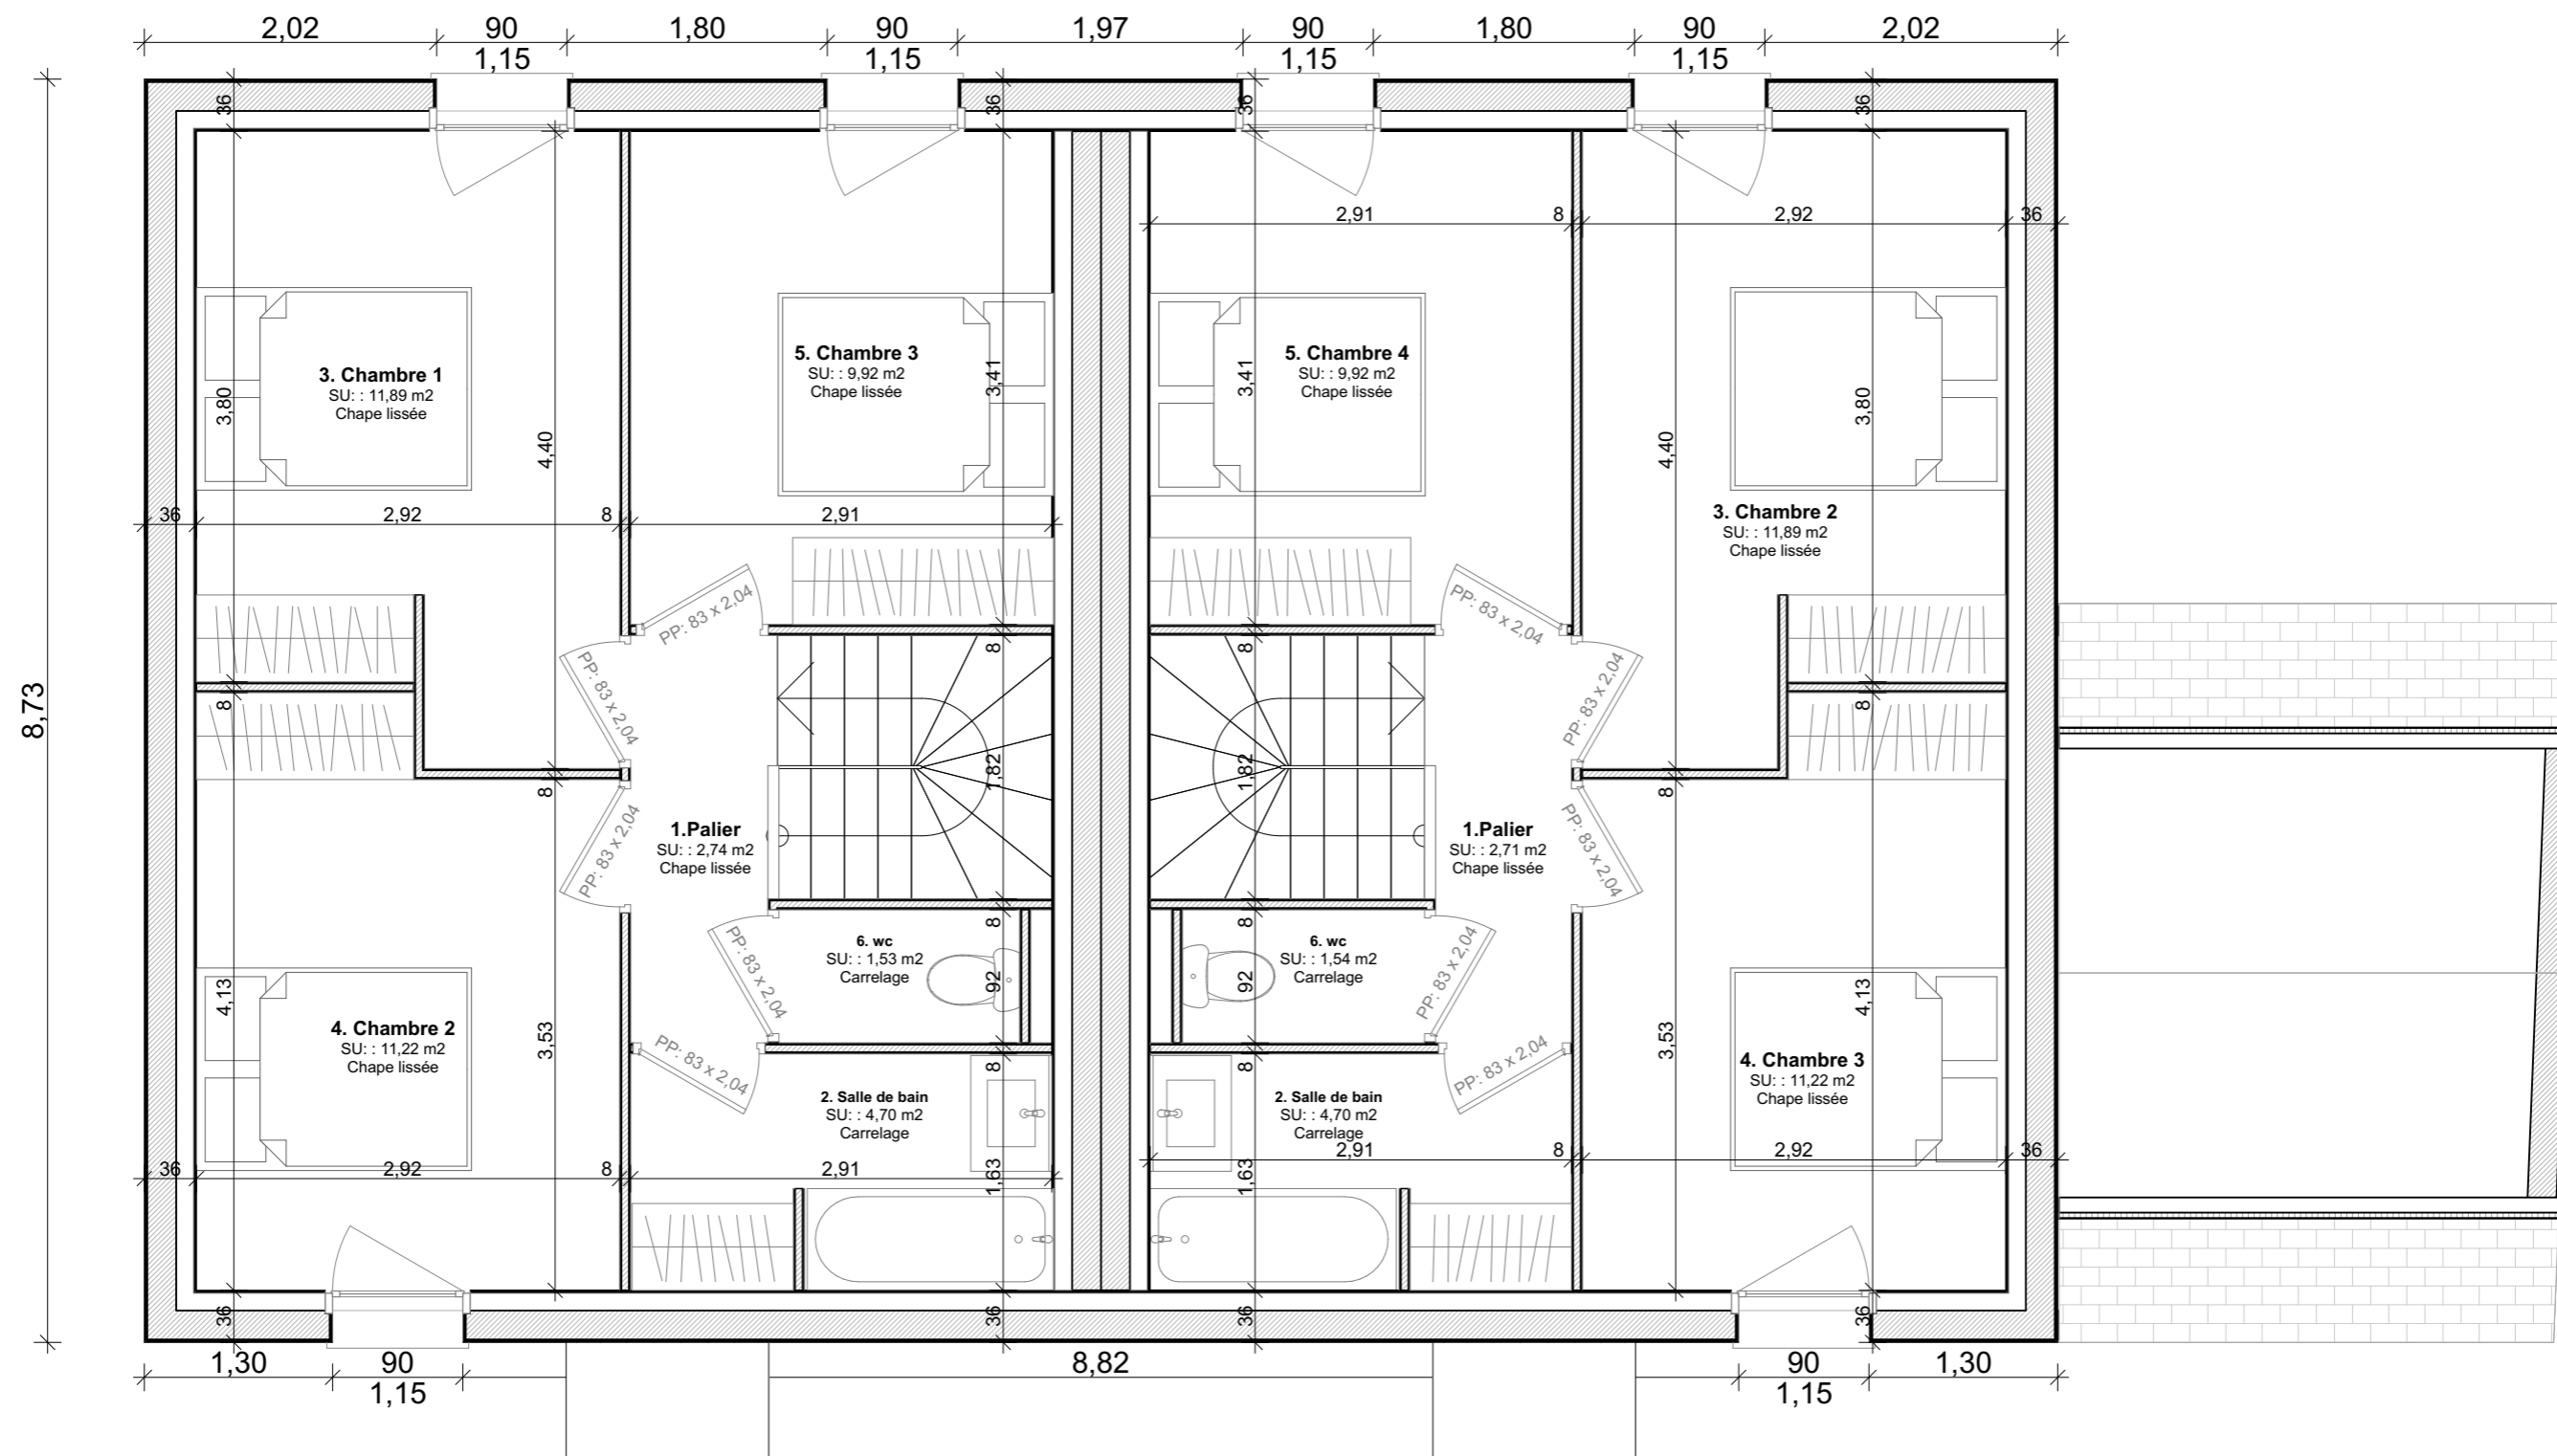 2,02 90 1,80 90 1,97 90 1,80 90 2,02
1,15 1,15 1,15 1,15
36 36 36 36
2,91 8 2,92 36
3. Chambre 1
SU: : 11,89 m2
Chape lissée
5. Chambre 3
SU: : 9,92 m2
Chape lissée
5. Chambre 4
SU: : 9,92 m2
Chape lissée
3. Chambre 2
SU: : 11,89 m2
Chape lissée
3,80 4,40 3,41 3,41 4,40 3,80
36 2,92 8 2,91
PP: 83 x 2,04
PP: 83 x 2,04
PP: 83 x 2,04
PP: 83 x 2,04
8 8 8 8
8,73
1,82 1,82
8 8
PP: 83 x 2,04
PP: 83 x 2,04
1.Palier
SU: : 2,74 m2
Chape lissée
1.Palier
SU: : 2,71 m2
Chape lissée
8 8
PP: 83 x 2,04
PP: 83 x 2,04
6. wc
SU: : 1,53 m2
Carrelage
6. wc
SU: : 1,54 m2
Carrelage
4,13 92 92 4,13
4. Chambre 2
SU: : 11,22 m2
Chape lissée
3,53 3,53
PP: 83 x 2,04
PP: 83 x 2,04
8 8
4. Chambre 3
SU: : 11,22 m2
Chape lissée
2. Salle de bain
SU: : 4,70 m2
Carrelage
2. Salle de bain
SU: : 4,70 m2
Carrelage
2,91 8 2,92 36
36 2,92 8 2,91
1,63 1,63
36 36 36 36
1,30 90 8,82 90 1,30
1,15 1,15